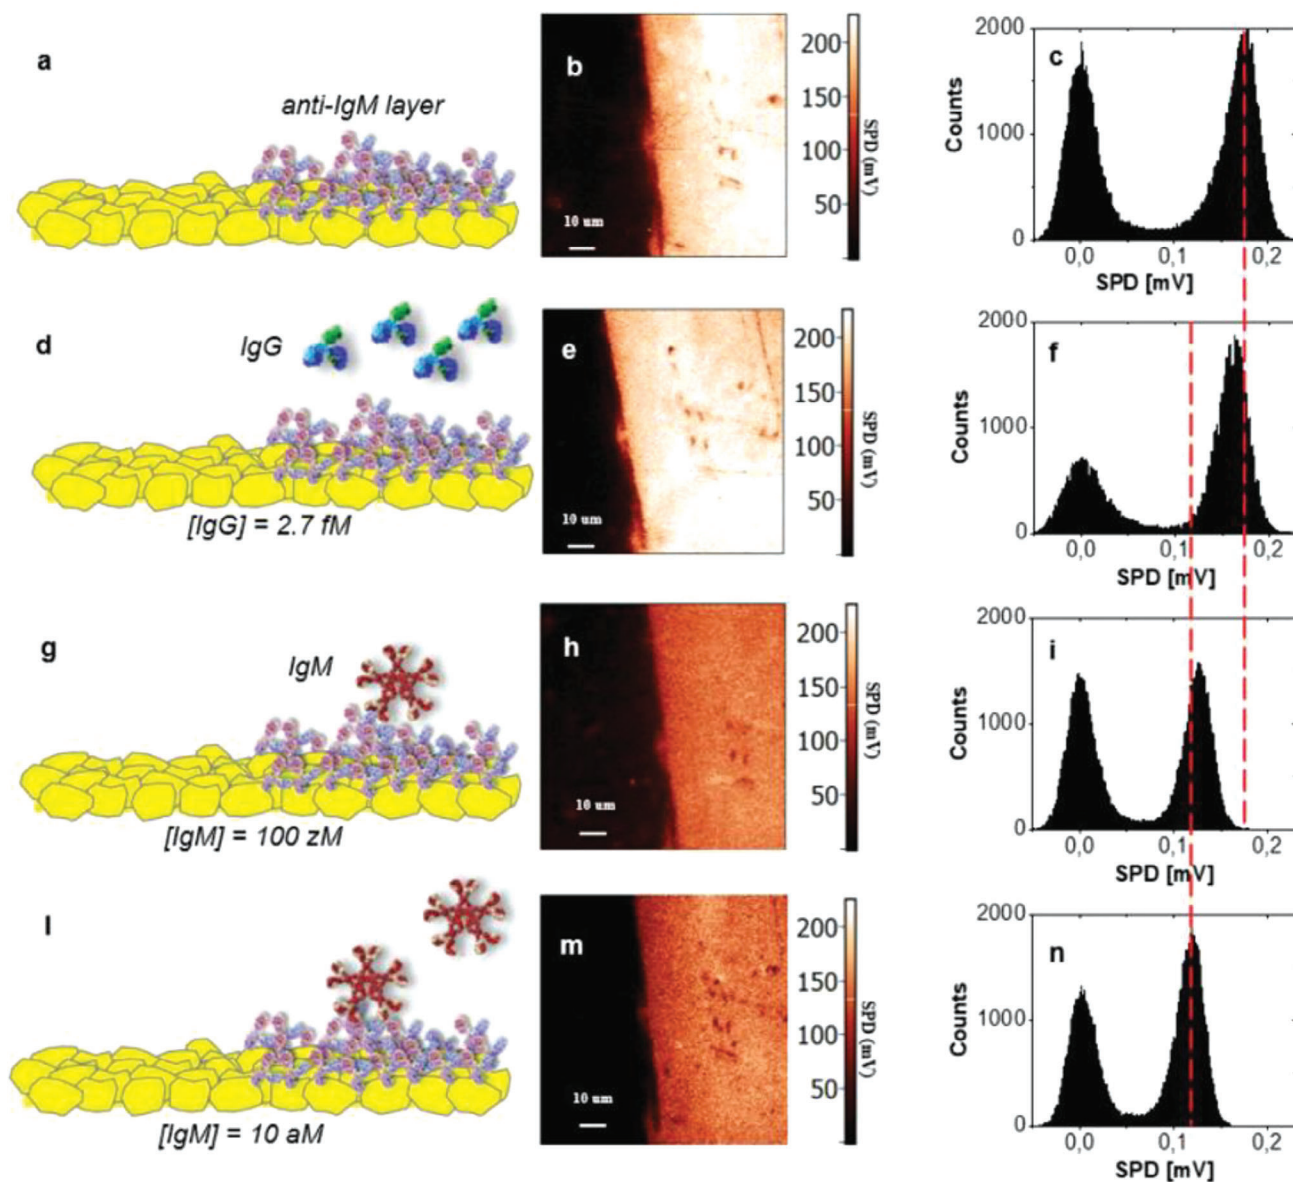 a
anti-IgM layer
b
10 um
200
150
100
50
SPD (mV)
c
2000
1000
0
Counts
0,0 0,1 0,2
SPD [mV]
d
IgG
[IgG] = 2.7 fM
e
10 um
200
150
100
50
SPD (mV)
f
2000
1000
0
Counts
0,0 0,1 0,2
SPD [mV]
g
IgM
[IgM] = 100 zM
h
10 um
200
150
100
50
SPD (mV)
i
2000
1000
0
Counts
0,0 0,1 0,2
SPD [mV]
l
[IgM] = 10 aM
m
10 um
200
150
100
50
SPD (mV)
n
2000
1000
0
Counts
0,0 0,1 0,2
SPD [mV]